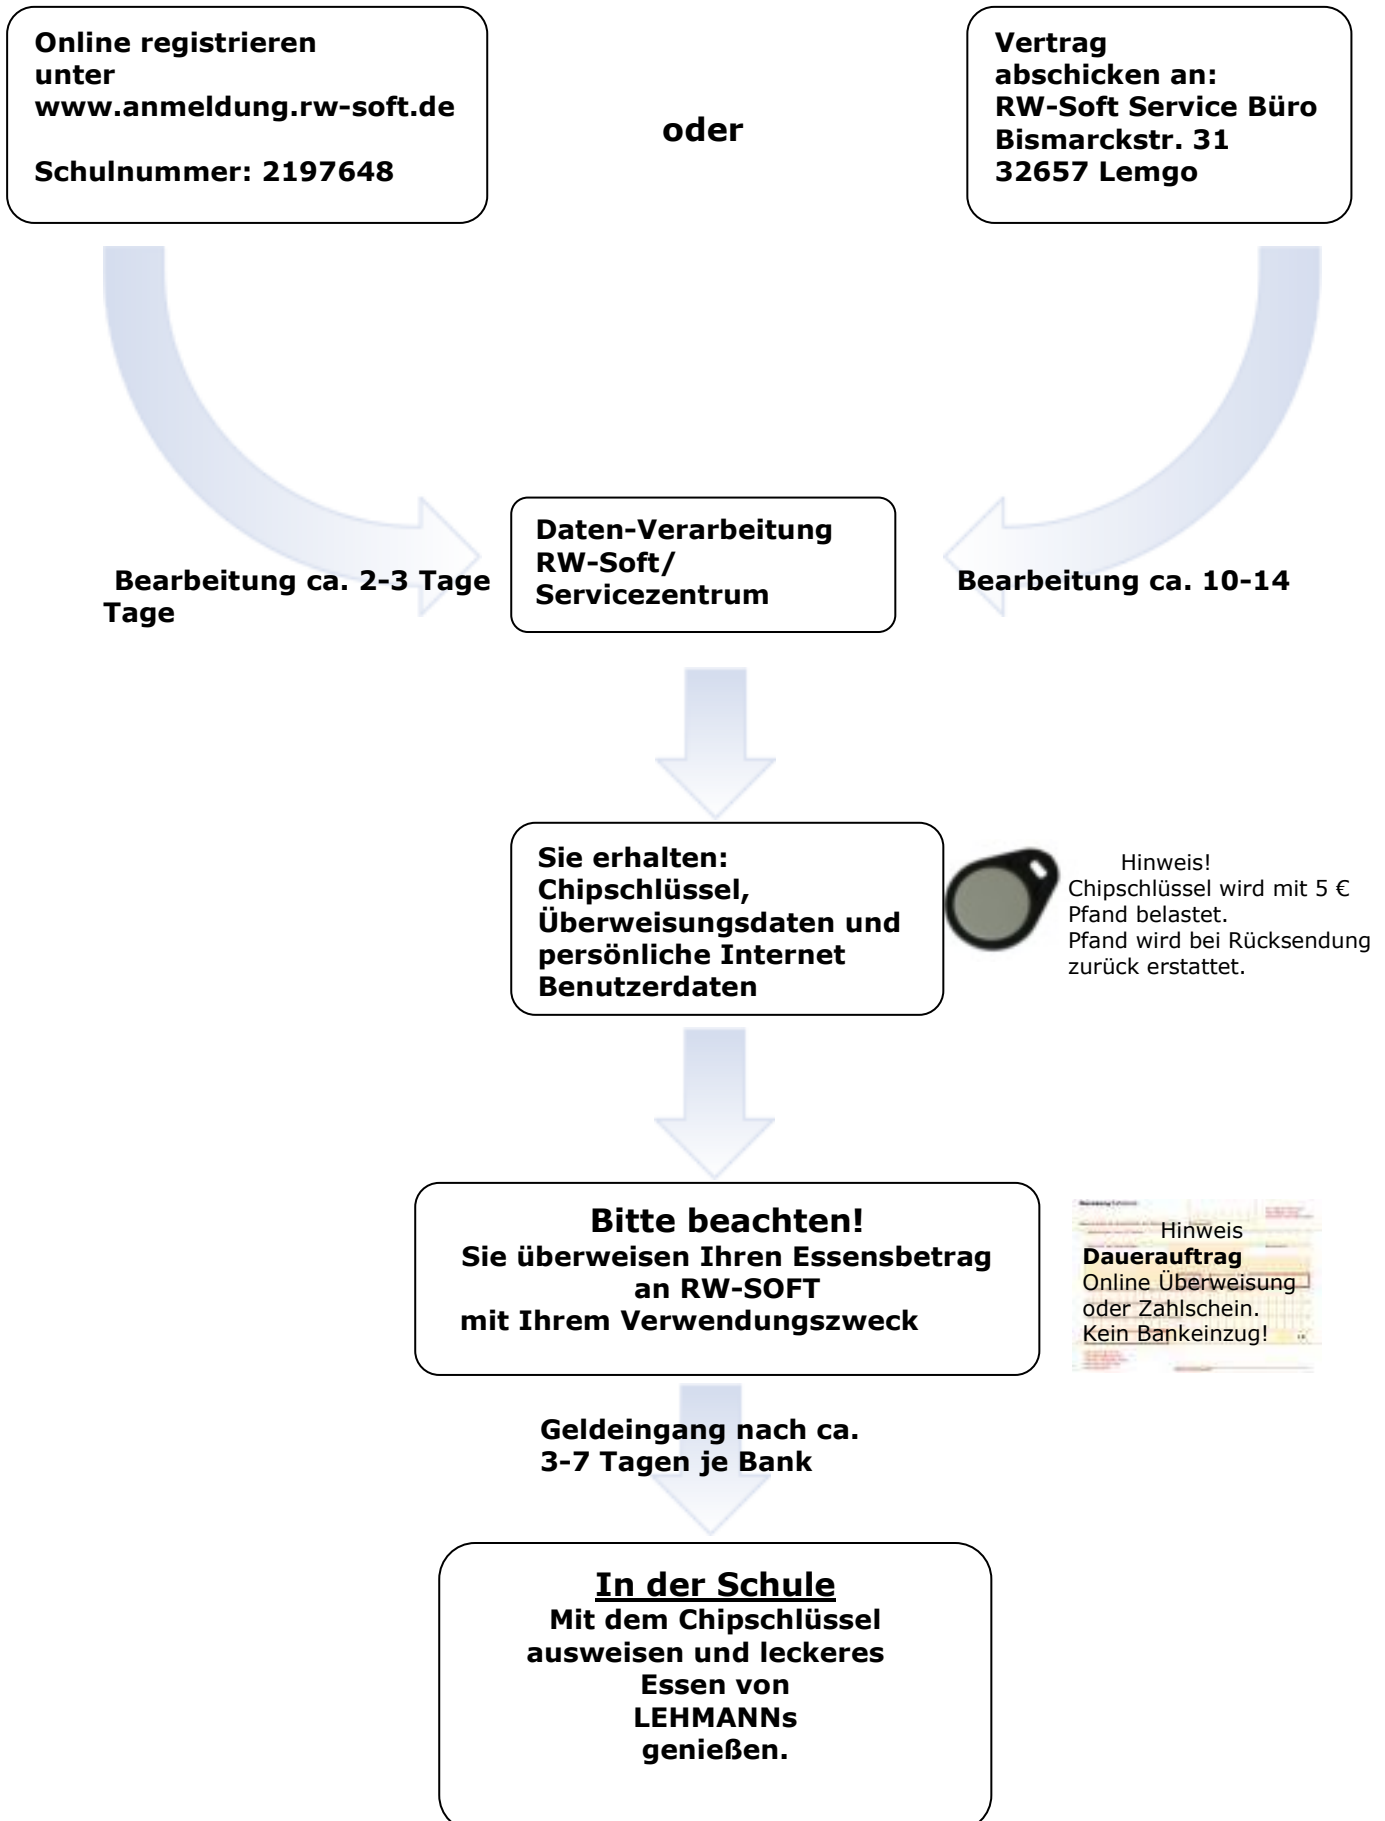 Online registrieren
unter
www.anmeldung.rw-soft.de
Schulnummer: 2197648
oder
Vertrag
abschicken an:
RW-Soft Service Büro
Bismarckstr. 31
32657 Lemgo
Daten-Verarbeitung
RW-Soft/
Servicezentrum
Bearbeitung ca. 2-3 Tage
Tage
Bearbeitung ca. 10-14
Sie erhalten:
Chipschlüssel,
Überweisungsdaten und
persönliche Internet
Benutzerdaten
Hinweis!
Chipschlüssel wird mit 5 €
Pfand belastet.
Pfand wird bei Rücksendung
zurück erstattet.
Bitte beachten!
Sie überweisen Ihren Essensbetrag
an RW-SOFT
mit Ihrem Verwendungszweck
Hinweis
Dauerauftrag
Online Überweisung
oder Zahlschein.
Kein Bankeinzug!
Geldeingang nach ca.
3-7 Tagen je Bank
In der Schule
Mit dem Chipschlüssel
ausweisen und leckeres
Essen von
LEHMANNs
genießen.